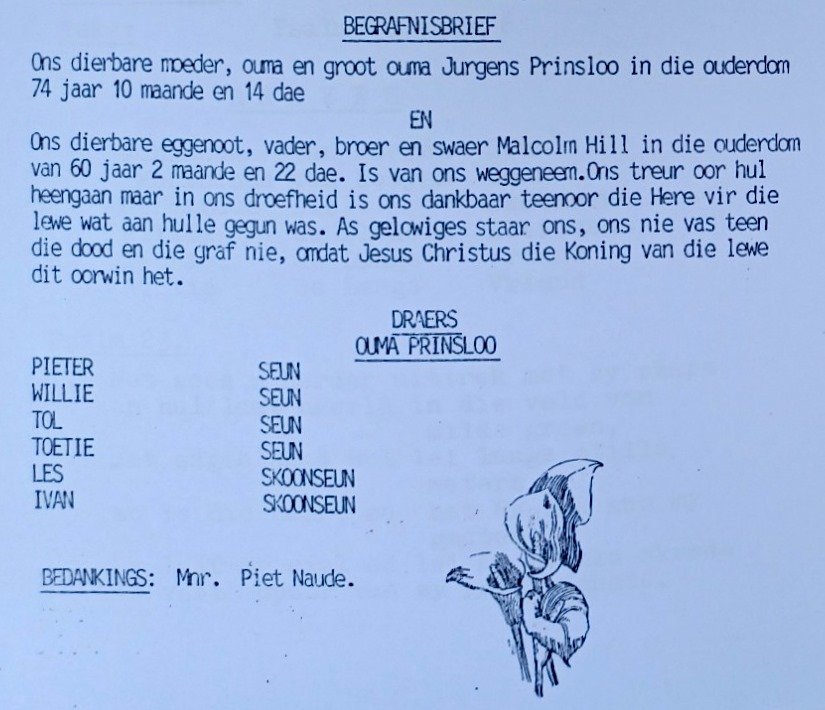 BEGRAFNISBRIEF
Ons dierbare moeder, ouma en groot ouma Jurgens Prinsloo in die ouderdom
74 jaar 10 maande en 14 dae
EN
Ons dierbare eggenoot, vader, broer en swaer Malcolm Hill in die ouderdom
van 60 jaar 2 maande en 22 dae. Is van ons weggeneem.Ons treur oor hul
heengaan maar in ons droefheid is ons dankbaar teenoor die Here vir die
lewe wat aan hulle gegun was. As gelowiges staar ons, ons nie vas teen
die dood en die graf nie, omdat Jesus Christus die Koning van die lewe
dit oorwin het.
DRAERS
OUMA PRINSLOO
PIETER SEUN
WILLIE SEUN
TOL SEUN
TOETIE SEUN
LES SKOONSEUN
IVAN SKOONSEUN
BEDANKINGS: Mnr. Piet Naude.